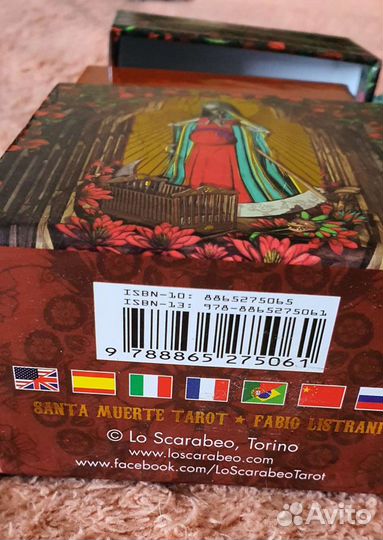 ISBN-10: 8865275065
ISBN-13: 978-8865275061
9 788865 275061
SANTA MUERTE TAROT ★ FABIO LISTRANI
© Lo Scarabeo, Torino
www.loscarabeo.com
www.facebook.com/LoScarabeoTarot
Avito